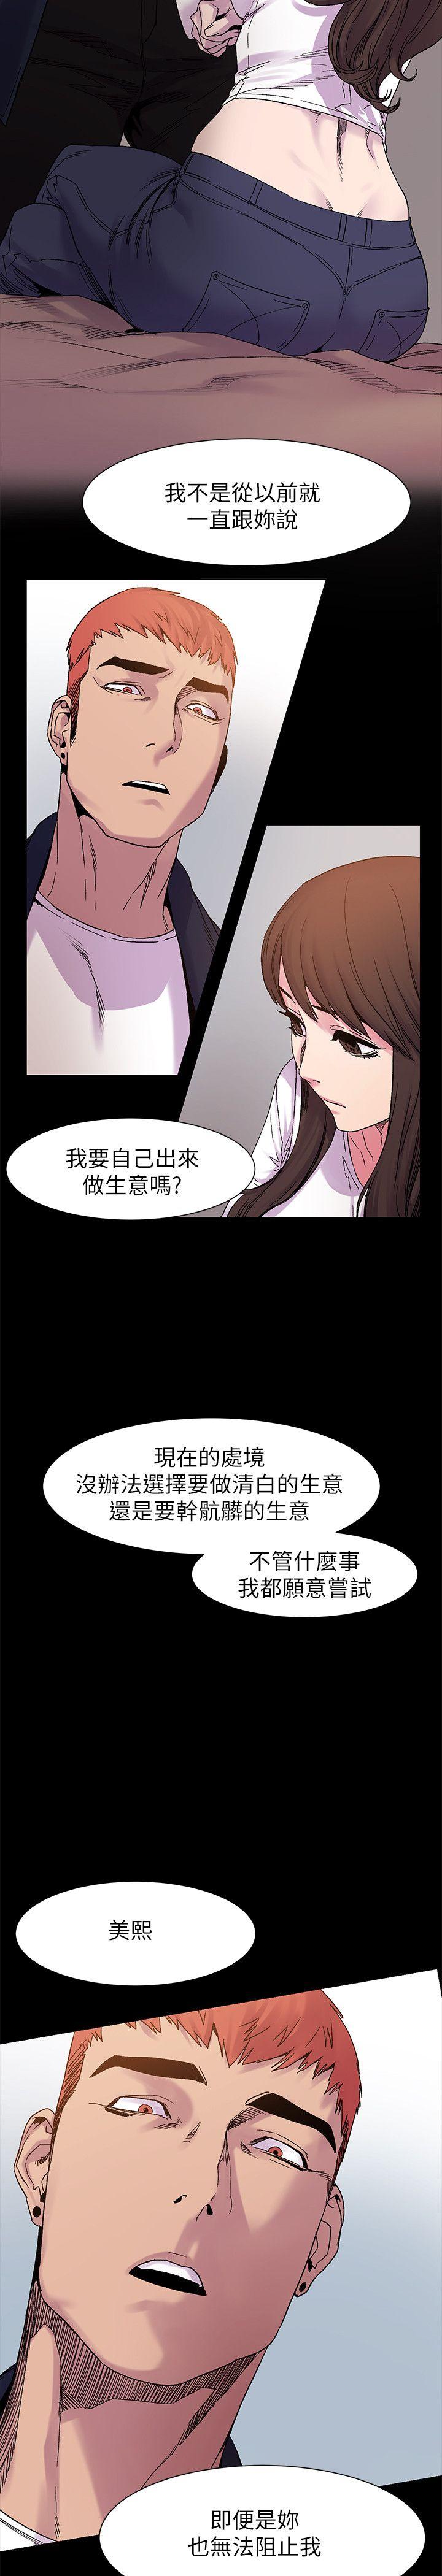 我不是從以前就
一直跟妳說
我要自己出來
做生意嗎?
現在的處境
沒辦法選擇要做清白的生意
還是要幹骯髒的生意
不管什麼事
我都願意嘗試
美熙
即便是妳
也無法阻止我